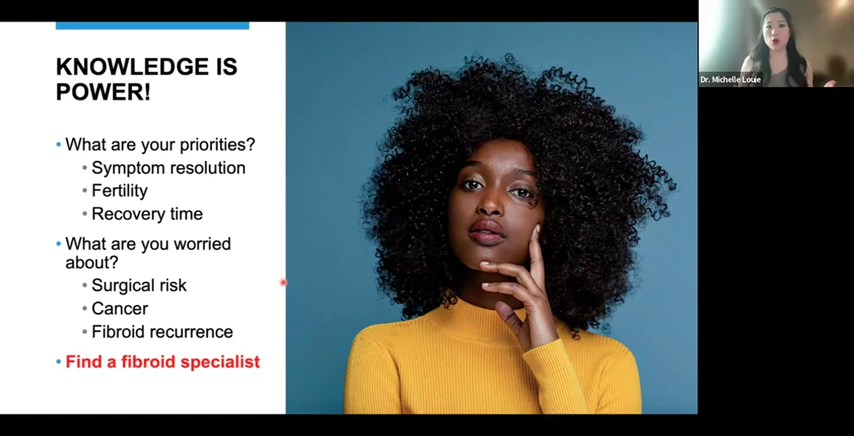 KNOWLEDGE IS
POWER!
• What are your priorities?
• Symptom resolution
• Fertility
• Recovery time
• What are you worried
about?
• Surgical risk
• Cancer
• Fibroid recurrence
• Find a fibroid specialist
Dr. Michelle Louie